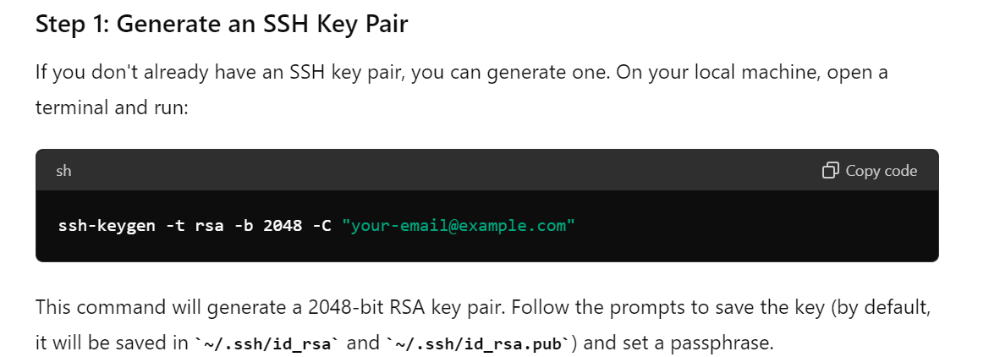 Step 1: Generate an SSH Key Pair
If you don't already have an SSH key pair, you can generate one. On your local machine, open a
terminal and run:
sh
Copy code
ssh-keygen -t rsa -b 2048 -C "your-email@example.com"
This command will generate a 2048-bit RSA key pair. Follow the prompts to save the key (by default,
it will be saved in `~/.ssh/id_rsa` and `~/.ssh/id_rsa.pub`) and set a passphrase.